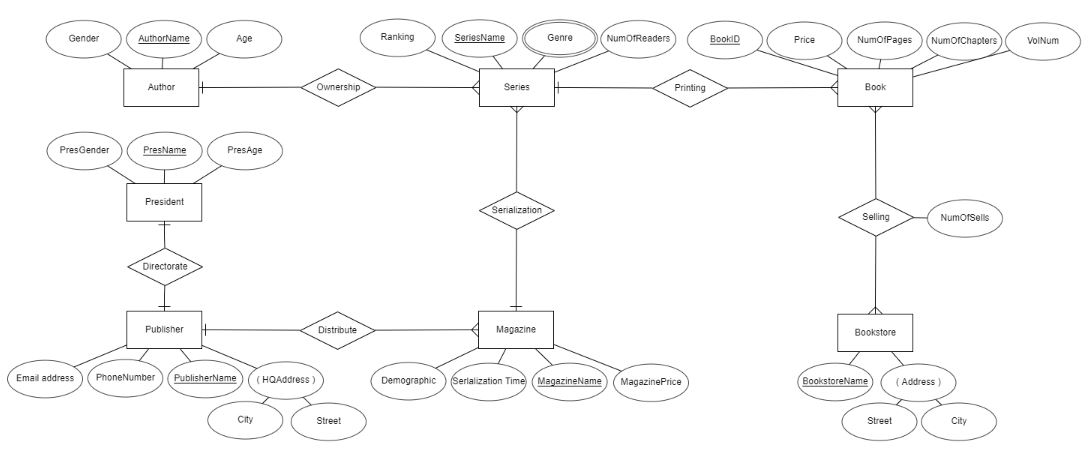 Gender
AuthorName
Age
Ranking
SeriesName
Genre
NumOfReaders
BookID
Price
NumOfPages
NumOfChapters
VolNum
Author
Ownership
Series
Printing
Book
PresGender
PresName
PresAge
President
Serialization
Selling
NumOfSells
Directorate
Publisher
Distribute
Magazine
Bookstore
Email address
PhoneNumber
PublisherName
( HQAddress )
Demographic
Serlalization Time
MagazineName
MagazinePrice
BookstoreName
( Address )
City
Street
Street
City